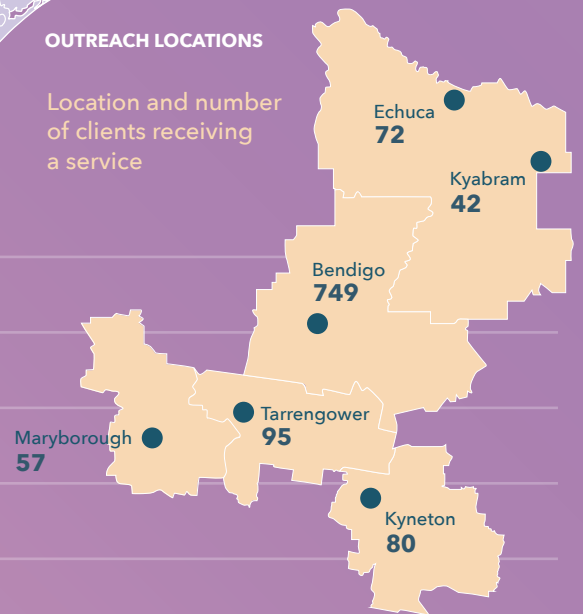 OUTREACH LOCATIONS
Location and number
of clients receiving
a service
Echuca
72
Kyabram
42
Bendigo
749
Tarrengower
95
Maryborough
57
Kyneton
80